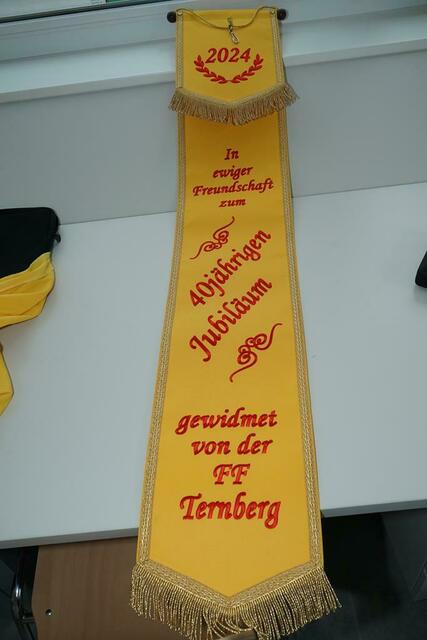 2024
In
ewiger
Freundschaft
zum
40jährigen
Jubiläum
gewidmet
von der
FF
Ternberg